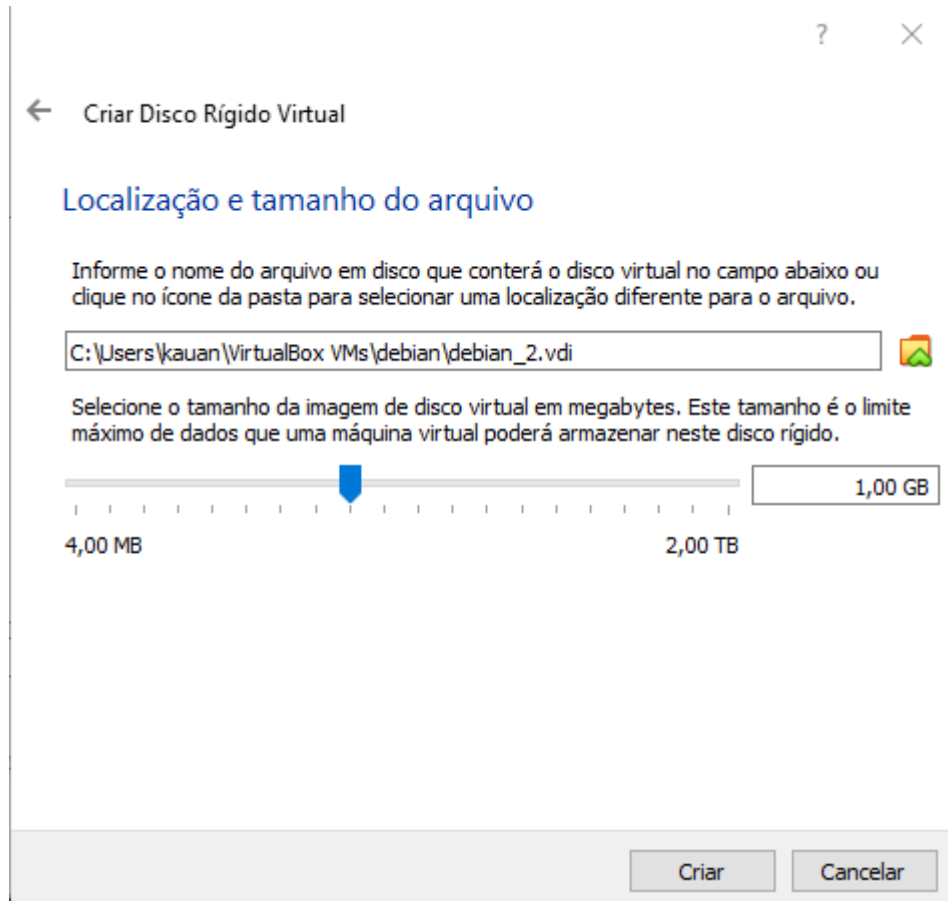 ?
Criar Disco Rígido Virtual
Localização e tamanho do arquivo
Informe o nome do arquivo em disco que conterá o disco virtual no campo abaixo ou
clique no ícone da pasta para selecionar uma localização diferente para o arquivo.
C:\Users\kauan\VirtualBox VMs\debian\debian_2.vdi
Selecione o tamanho da imagem de disco virtual em megabytes. Este tamanho é o limite
máximo de dados que uma máquina virtual poderá armazenar neste disco rígido.
1,00 GB
4,00 MB 2,00 TB
Criar Cancelar